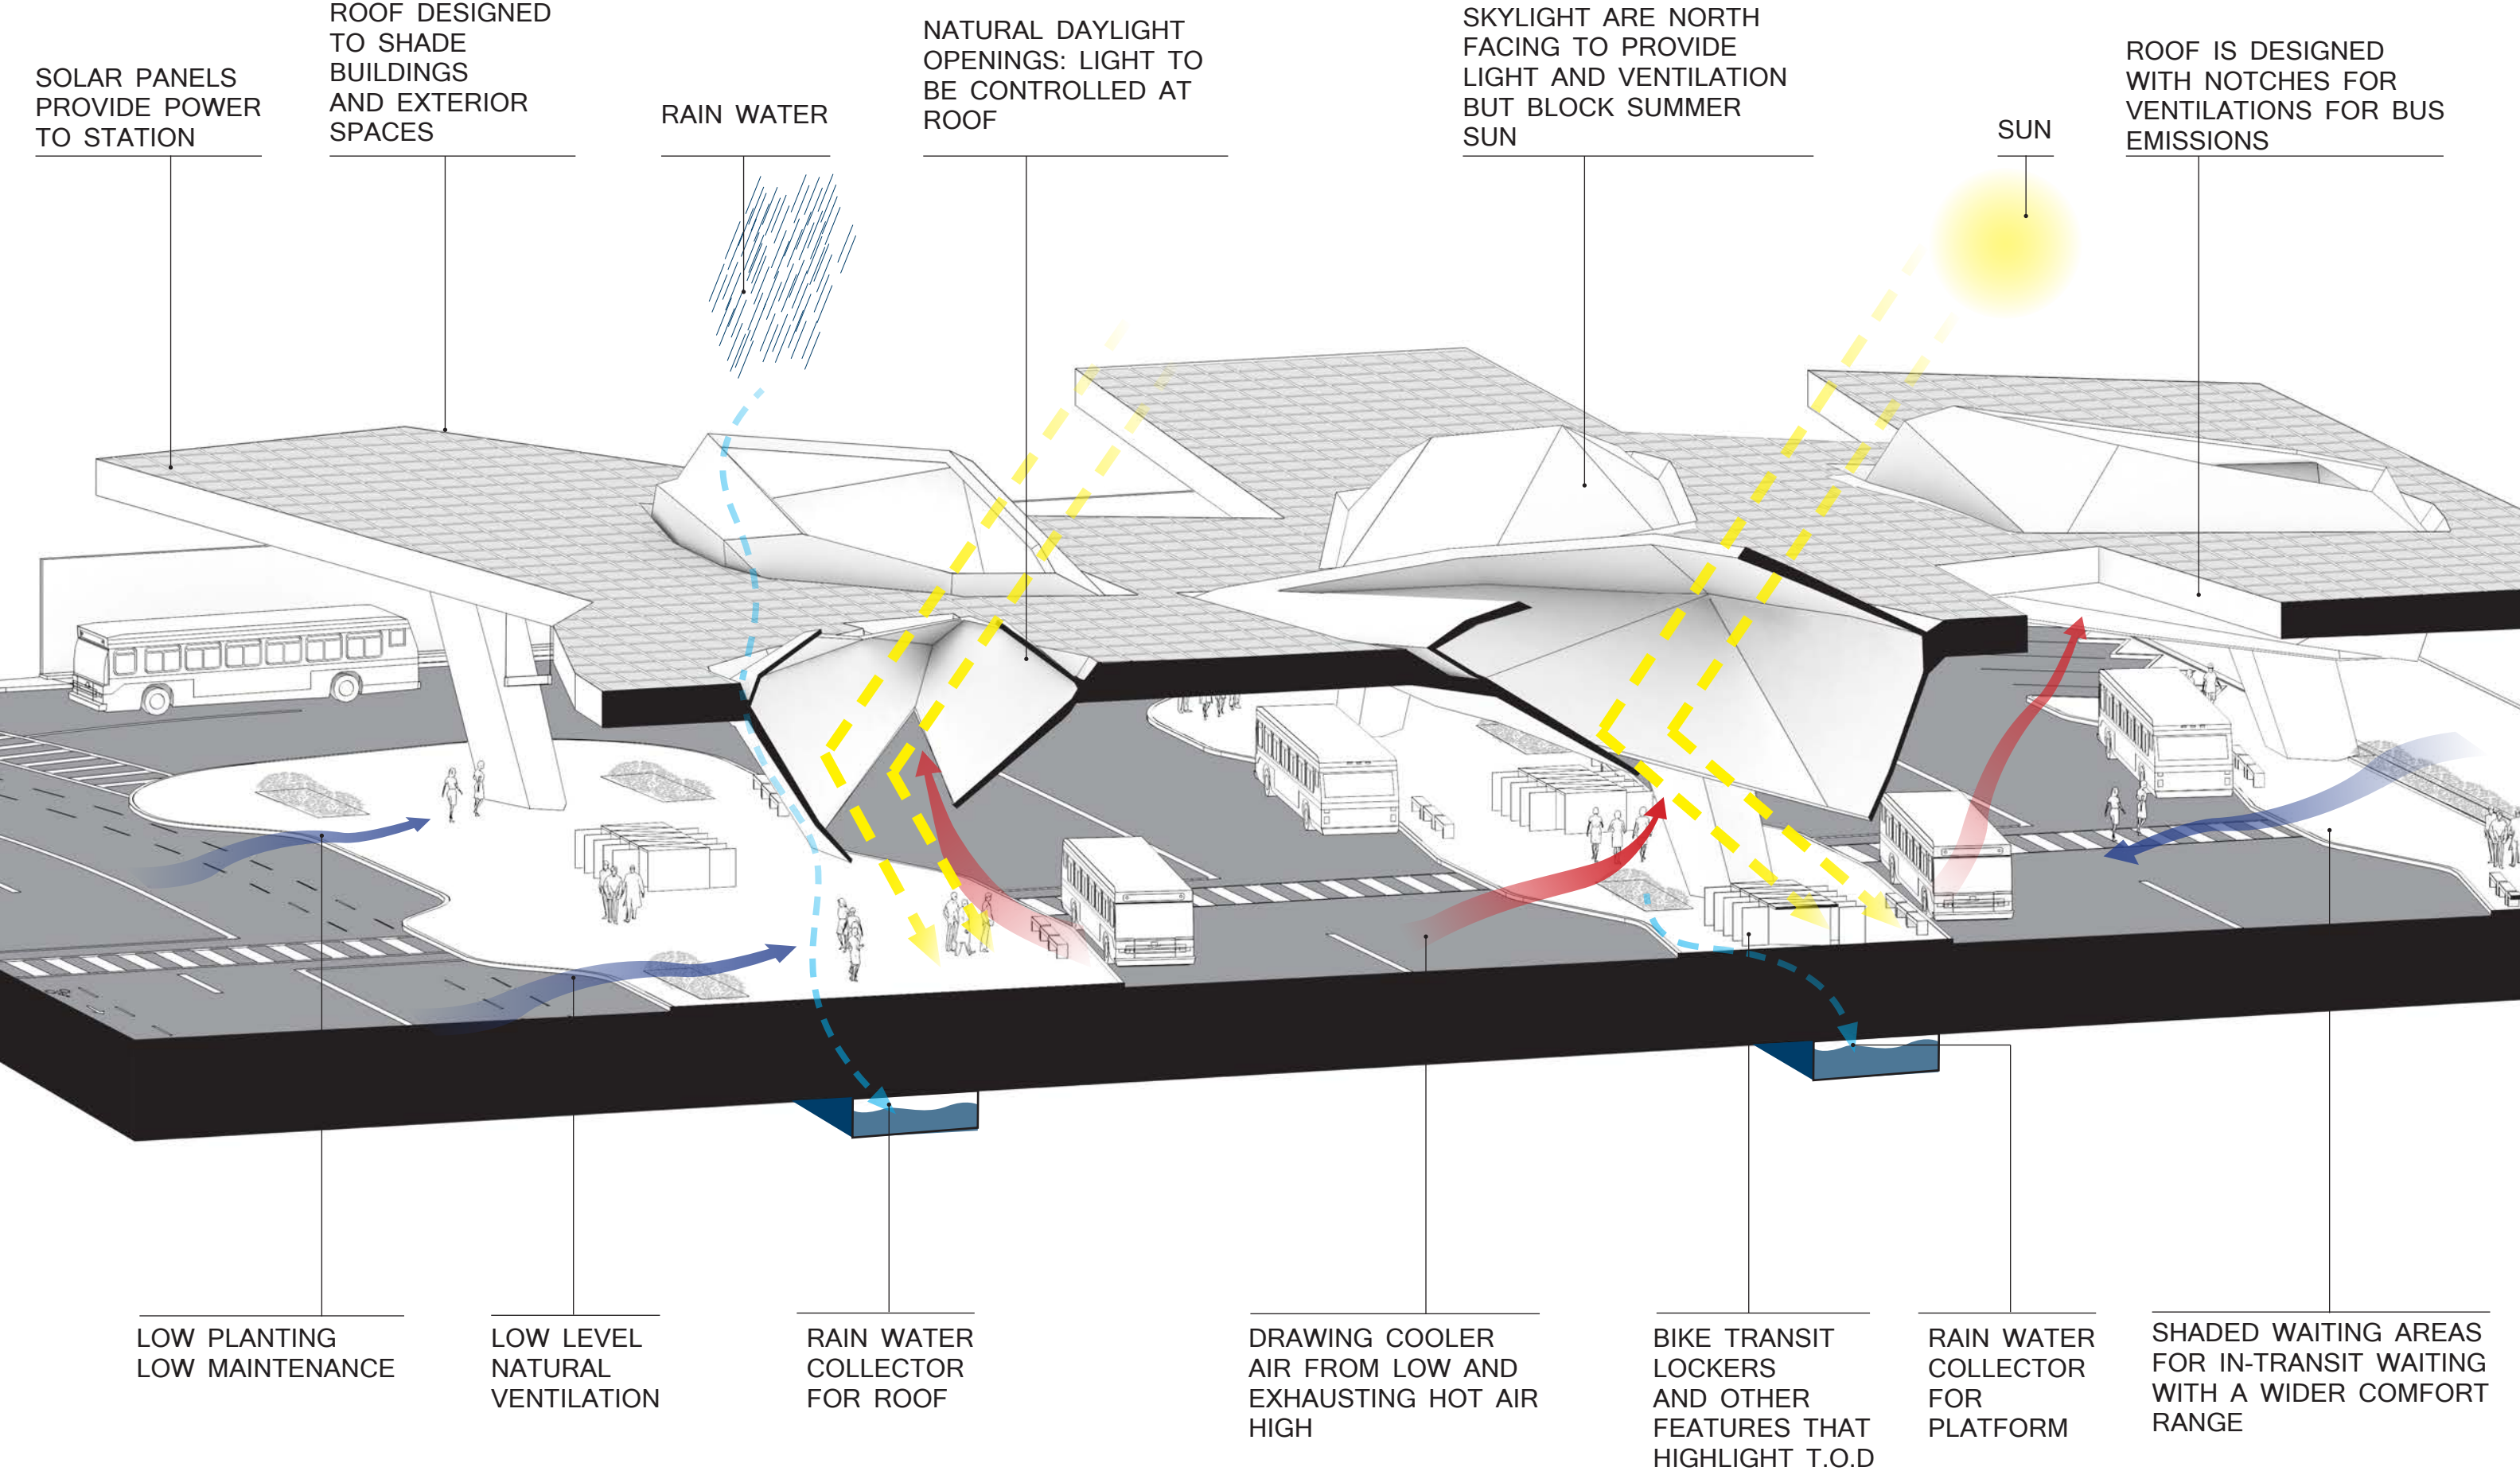 SOLAR PANELS
PROVIDE POWER
TO STATION
ROOF DESIGNED
TO SHADE
BUILDINGS
AND EXTERIOR
SPACES
RAIN WATER
NATURAL DAYLIGHT
OPENINGS: LIGHT TO
BE CONTROLLED AT
ROOF
SKYLIGHT ARE NORTH
FACING TO PROVIDE
LIGHT AND VENTILATION
BUT BLOCK SUMMER
SUN
SUN
ROOF IS DESIGNED
WITH NOTCHES FOR
VENTILATIONS FOR BUS
EMISSIONS
LOW PLANTING
LOW MAINTENANCE
LOW LEVEL
NATURAL
VENTILATION
RAIN WATER
COLLECTOR
FOR ROOF
DRAWING COOLER
AIR FROM LOW AND
EXHAUSTING HOT AIR
HIGH
BIKE TRANSIT
LOCKERS
AND OTHER
FEATURES THAT
HIGHLIGHT T.O.D
RAIN WATER
COLLECTOR
FOR
PLATFORM
SHADED WAITING AREAS
FOR IN-TRANSIT WAITING
WITH A WIDER COMFORT
RANGE